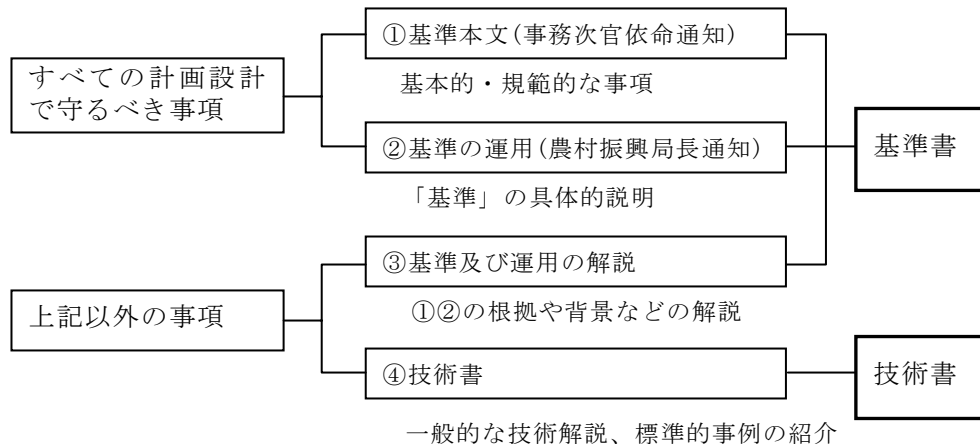 すべての計画設計
で守るべき事項
①基準本文(事務次官依命通知)
基本的・規範的な事項
②基準の運用(農村振興局長通知)
「基準」の具体的説明
基準書
上記以外の事項
③基準及び運用の解説
①②の根拠や背景などの解説
④技術書
一般的な技術解説、標準的事例の紹介
技術書